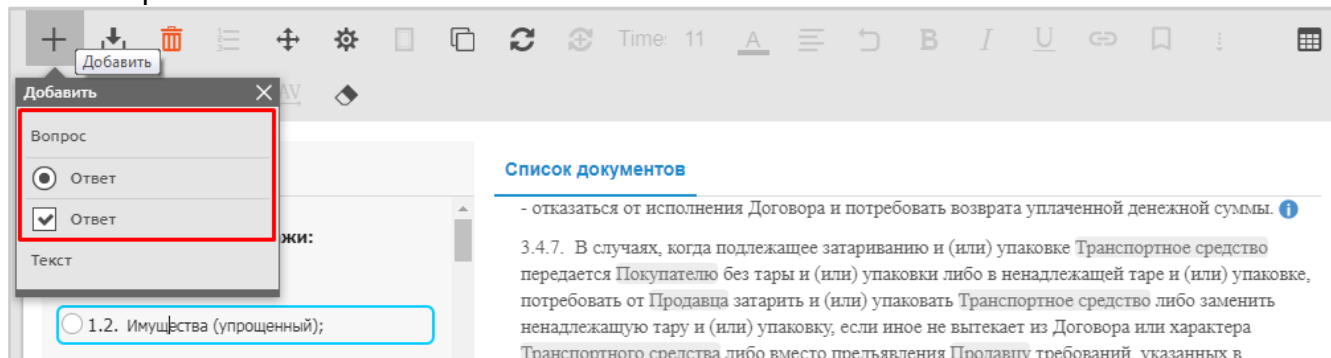 Time: 11 A B I U
Добавить
Добавить
AV
Вопрос
Ответ
Ответ
Текст
жи:
1.2. Имущества (упрощенный);
Список документов
- отказаться от исполнения Договора и потребовать возврата уплаченной денежной суммы.
3.4.7. В случаях, когда подлежащее затариванию и (или) упаковке Транспортное средство
передается Покупателю без тары и (или) упаковки либо в ненадлежащей таре и (или) упаковке,
потребовать от Продавца затарить и (или) упаковать Транспортное средство либо заменить
ненадлежащую тару и (или) упаковку, если иное не вытекает из Договора или характера
Транспортного средства либо вместо предъявления Продавцу требований, указанных в